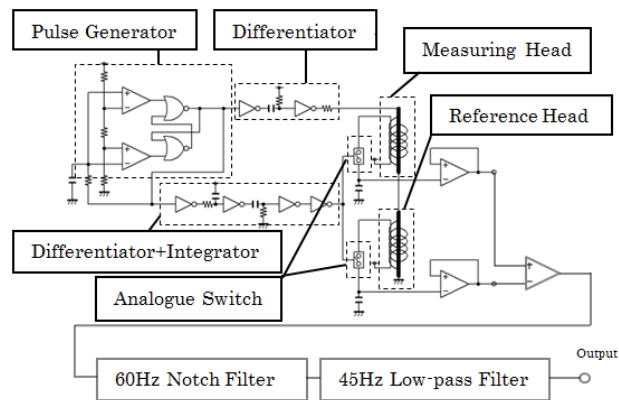 Pulse Generator
Differentiator
Measuring Head
Reference Head
Differentiator+Integrator
Analogue Switch
60Hz Notch Filter
45Hz Low-pass Filter
Output